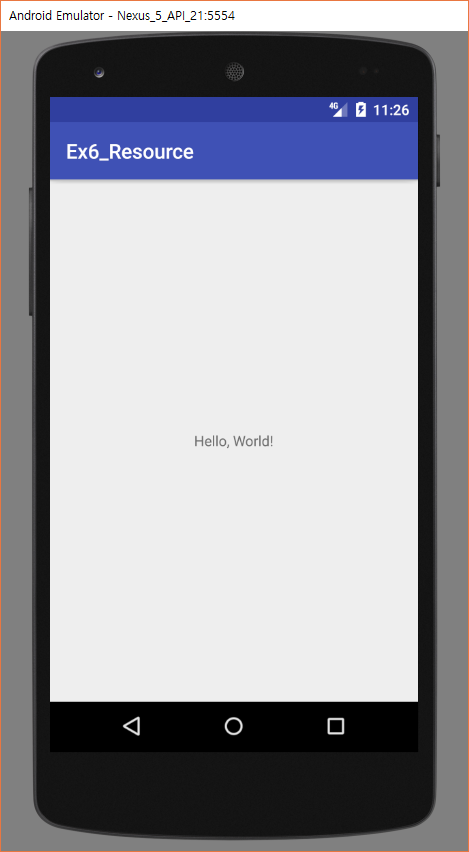 Android Emulator - Nexus_5_API_21:5554
4G 11:26
Ex6_Resource
Hello, World!